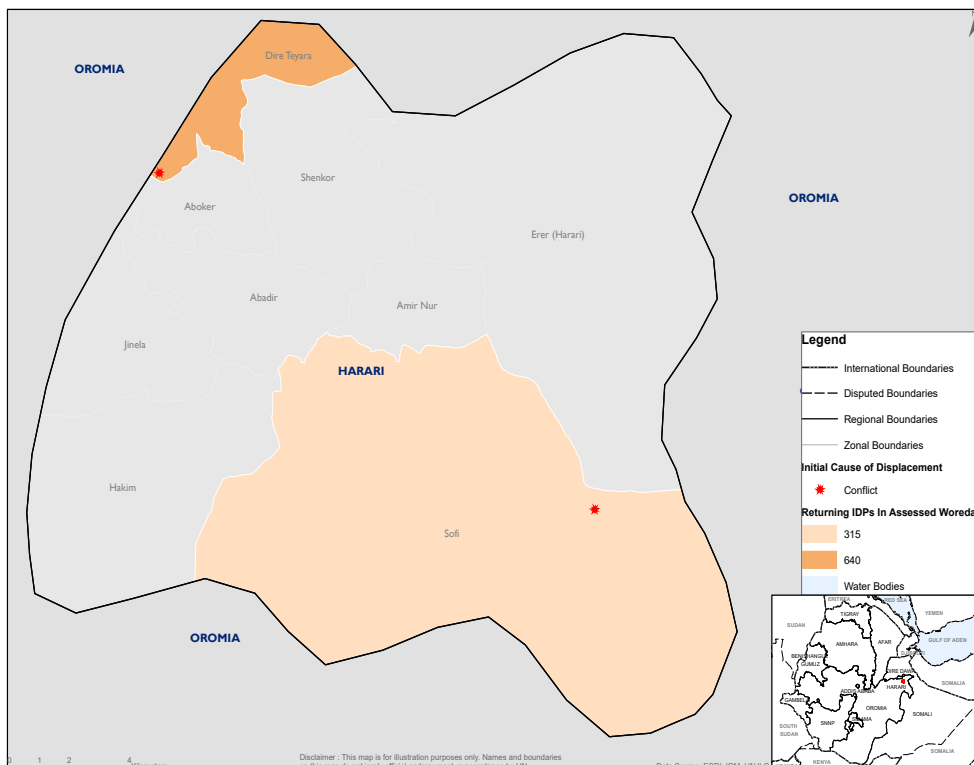 Dire Teyara
OROMIA
Shenkor
OROMIA
Aboker
Erer (Harari)
Abadir
Amir Nur
Jinela
HARARI
Hakim
Sofi
OROMIA
Legend
International Boundaries
Disputed Boundaries
Regional Boundaries
Zonal Boundaries
Initial Cause of Displacement
Conflict
Returning IDPs In Assessed Woreda
315
640
Water Bodies
ERITREA
RED SEA
YEMEN
TIGRAY
SUDAN
AMHARA
AFAR
GULF OF ADEN
BENISHANGUL
GUMUZ
DIRE DAWA
SOMALIA
ADDIS ABABA
HARARI
GAMBELA
OROMIA
SOMALI
SNNP
SOUTH
SUDAN
SOMALIA
KENYA
0 1 2 4
Disclaimer : This map is for illustration purposes only. Names and boundaries